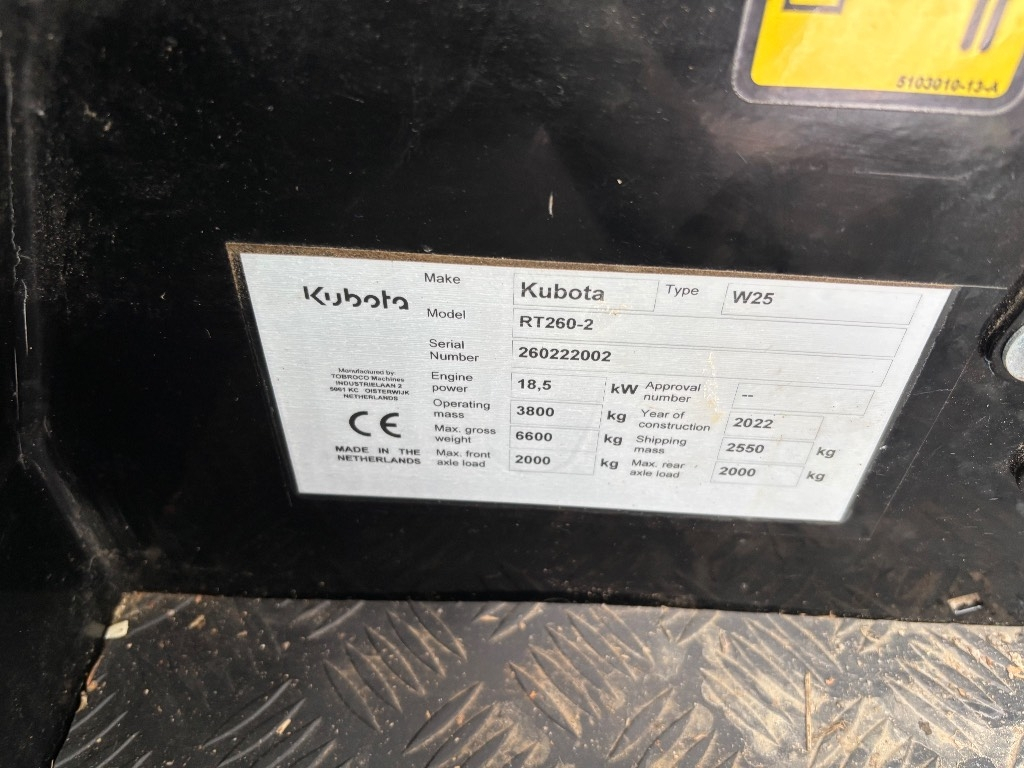 5103010-13-A
Kubota
Make Kubota Type W25
Model RT260-2
Serial Number 260222002
Manufactured by
TOBROCO Machines
INDUSTRIELAAN 2
5061 KC OISTERWIJK
NETHERLANDS
Engine power 18,5 kW Approval number --
Operating mass 3800 kg Year of construction 2022
CE
Max. gross weight 6600 kg Shipping mass 2550 kg
MADE IN THE
NETHERLANDS
Max. front axle load 2000 kg Max. rear axle load 2000 kg